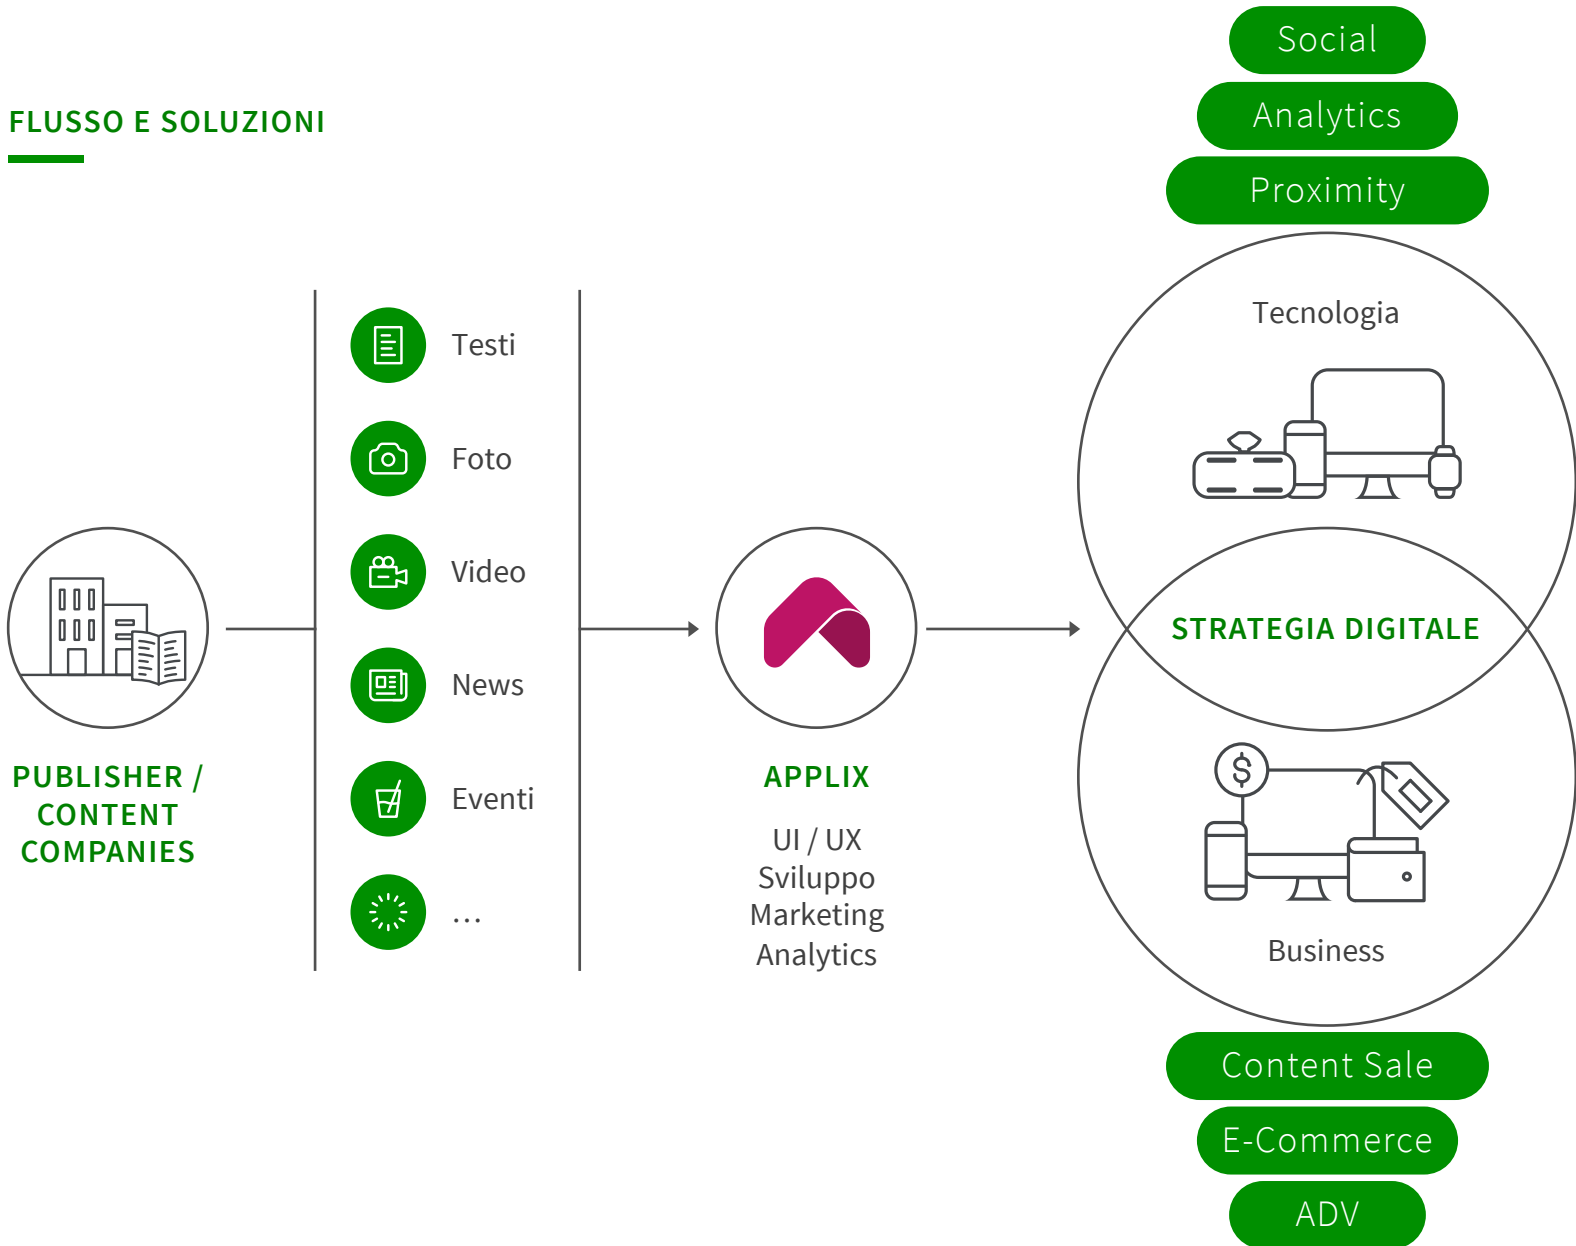 FLUSSO E SOLUZIONI
PUBLISHER /
CONTENT
COMPANIES
Testi
Foto
Video
News
Eventi
...
APPLIX
UI / UX
Sviluppo
Marketing
Analytics
Social
Analytics
Proximity
Tecnologia
STRATEGIA DIGITALE
$
Business
Content Sale
E-Commerce
ADV